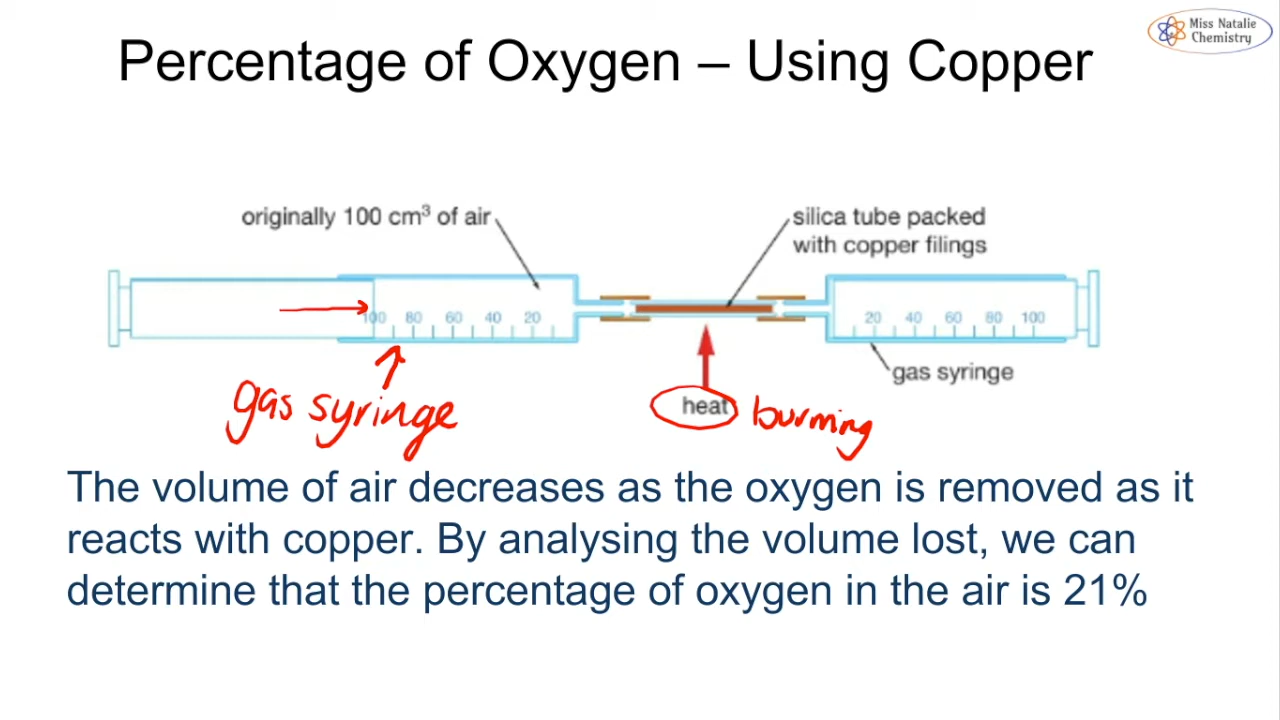 Miss Natalie
Chemistry
Percentage of Oxygen – Using Copper
originally 100 cm³ of air
silica tube packed
with copper filings
100 80 60 40 20
20 40 60 80 100
gas syringe
gas syringe
heat burning
The volume of air decreases as the oxygen is removed as it
reacts with copper. By analysing the volume lost, we can
determine that the percentage of oxygen in the air is 21%